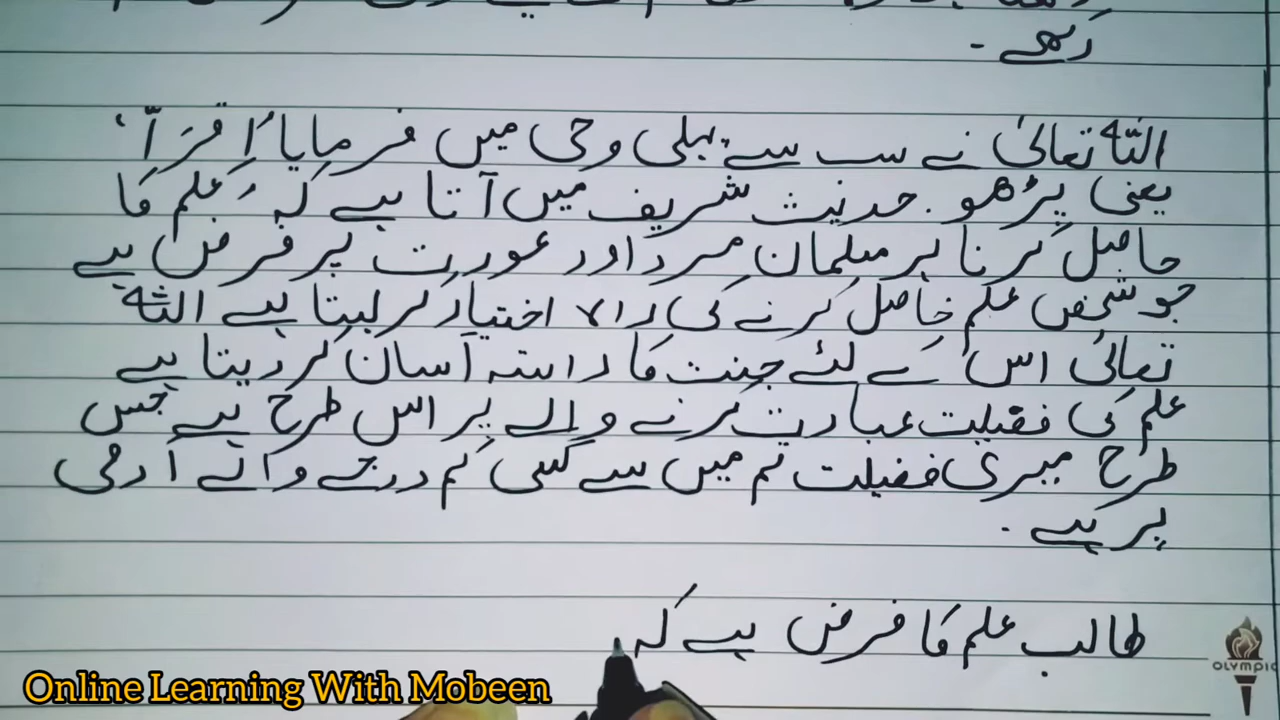 رکھے ۔
اللہ تعالیٰ نے سب سے پہلی وحی میں فرمایا 'اِقْرَاْ'
یعنی پڑھو ۔ حدیث شریف میں آتا ہے کہ 'علم کا
حاصل کرنا ہر مسلمان مرد اور عورت پر فرض ہے
جو شخص علم حاصل کرنے کی راہ اختیار کر لیتا ہے اللہ
تعالیٰ اس کے لئے جنت کا راستہ آسان کر دیتا ہے
علم کی فضیلت عبادت کرنے والے پر اس طرح ہے جس
طرح میری فضیلت تم میں سے کسی کم درجے والے آدمی
پر ہے ۔
طالب علم کا فرض ہے کہ
OLYMPIC
Online Learning With Mobeen